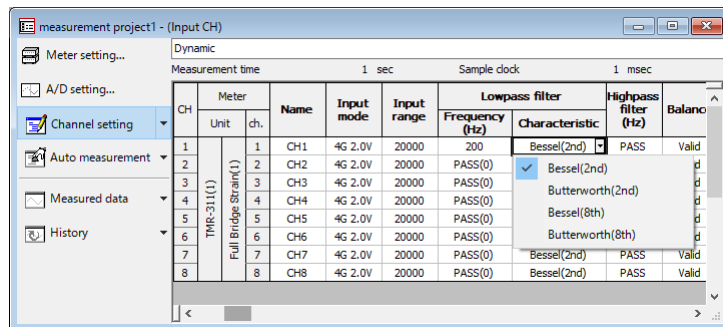 measurement project1 - (Input CH)
Meter setting...
A/D setting...
Channel setting
Auto measurement
Measured data
History
Dynamic
Measurement time 1 sec Sample clock 1 msec
CH Meter Name Input mode Input range Lowpass filter Highpass filter (Hz) Balanc
Unit ch. Frequency (Hz) Characteristic
TMR-311(1)
Full Bridge Strain(1)
1 1 CH1 4G 2.0V 20000 200 Bessel(2nd) PASS Valid
2 2 CH2 4G 2.0V 20000 PASS(0) d
3 3 CH3 4G 2.0V 20000 PASS(0) d
4 4 CH4 4G 2.0V 20000 PASS(0) d
5 5 CH5 4G 2.0V 20000 PASS(0) d
6 6 CH6 4G 2.0V 20000 PASS(0) d
7 7 CH7 4G 2.0V 20000 PASS(0) Bessel(2nd) PASS Valid
8 8 CH8 4G 2.0V 20000 PASS(0) Bessel(2nd) PASS Valid
Bessel(2nd)
Butterworth(2nd)
Bessel(8th)
Butterworth(8th)